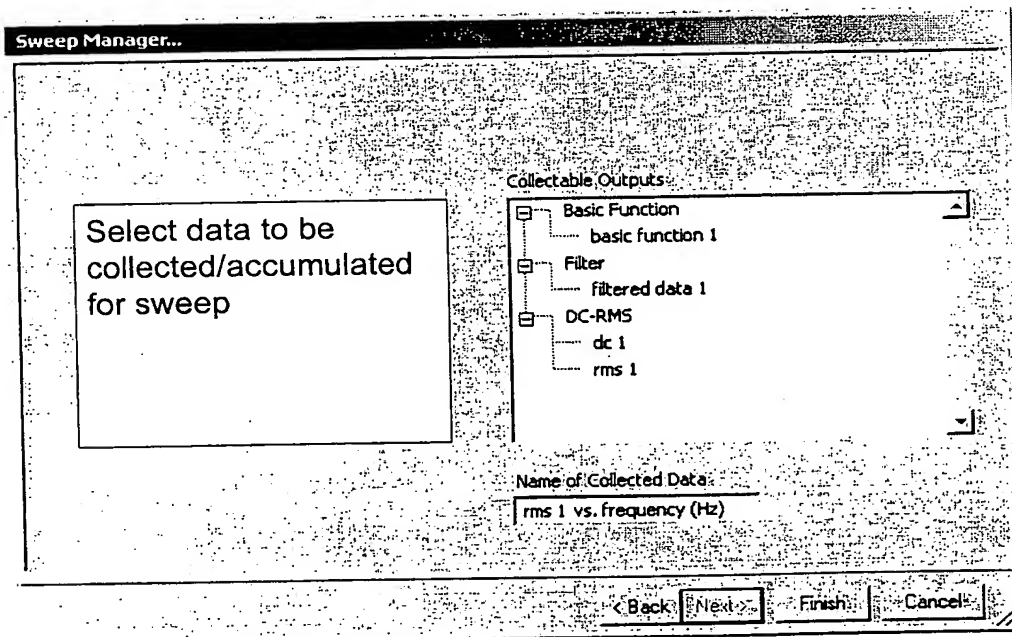 Sweep Manager...
Select data to be
collected/accumulated
for sweep
Collectable Outputs
Basic Function
basic function 1
Filter
filtered data 1
DC-RMS
dc 1
rms 1
Name of Collected Data
rms 1 vs. frequency (Hz)
< Back Next > Finish Cancel